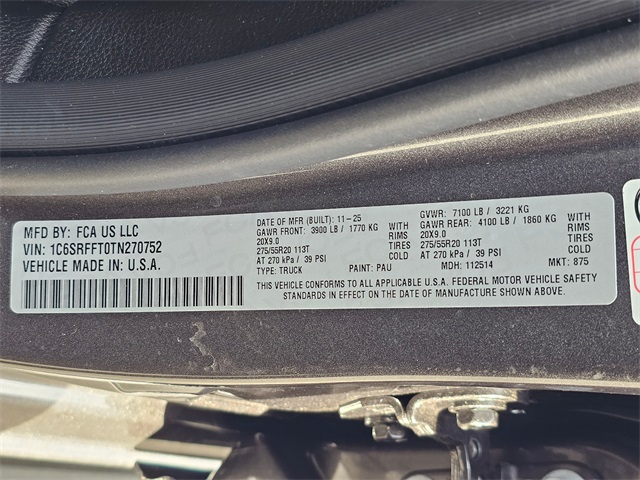 MFD BY: FCA US LLC
VIN: 1C6SRFFT0TN270752
VEHICLE MADE IN: U.S.A.
DATE OF MFR (BUILT): 11-25
GAWR FRONT: 3900 LB / 1770 KG WITH
20X9.0 RIMS
275/55R20 113T TIRES
AT 270 kPa / 39 PSI COLD
TYPE: TRUCK PAINT: PAU
GVWR: 7100 LB / 3221 KG
GAWR REAR: 4100 LB / 1860 KG WITH
20X9.0 RIMS
275/55R20 113T TIRES
AT 270 kPa / 39 PSI COLD
MDH: 112514 MKT: 875
THIS VEHICLE CONFORMS TO ALL APPLICABLE U.S.A. FEDERAL MOTOR VEHICLE SAFETY
STANDARDS IN EFFECT ON THE DATE OF MANUFACTURE SHOWN ABOVE.